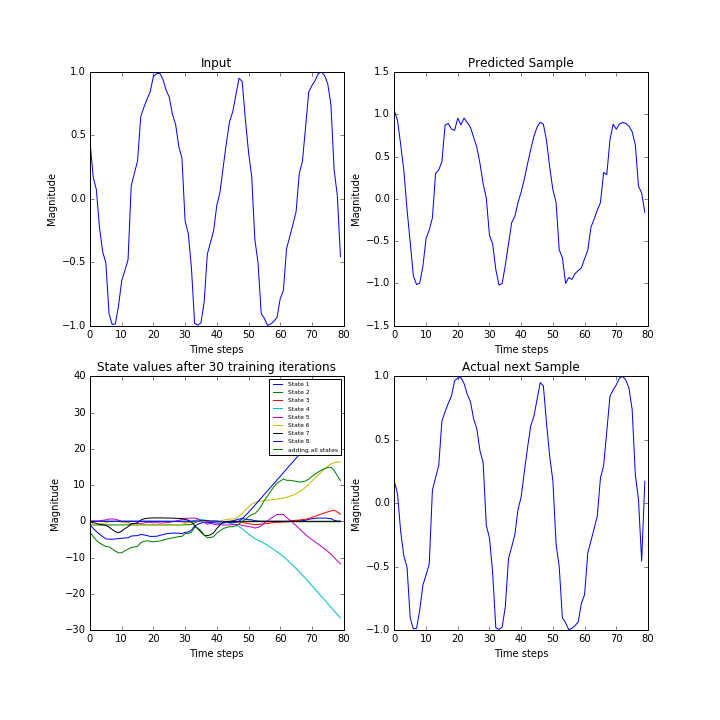 Input
Magnitude
1.0
0.5
0.0
−0.5
−1.0
0 10 20 30 40 50 60 70 80
Time steps
Predicted Sample
Magnitude
1.5
1.0
0.5
0.0
−0.5
−1.0
−1.5
0 10 20 30 40 50 60 70 80
Time steps
State values after 30 training iterations
Magnitude
40
30
20
10
0
−10
−20
−30
0 10 20 30 40 50 60 70 80
Time steps
State 1
State 2
State 3
State 4
State 5
State 6
State 7
State 8
adding all states
Actual next Sample
Magnitude
1.0
0.5
0.0
−0.5
−1.0
0 10 20 30 40 50 60 70 80
Time steps